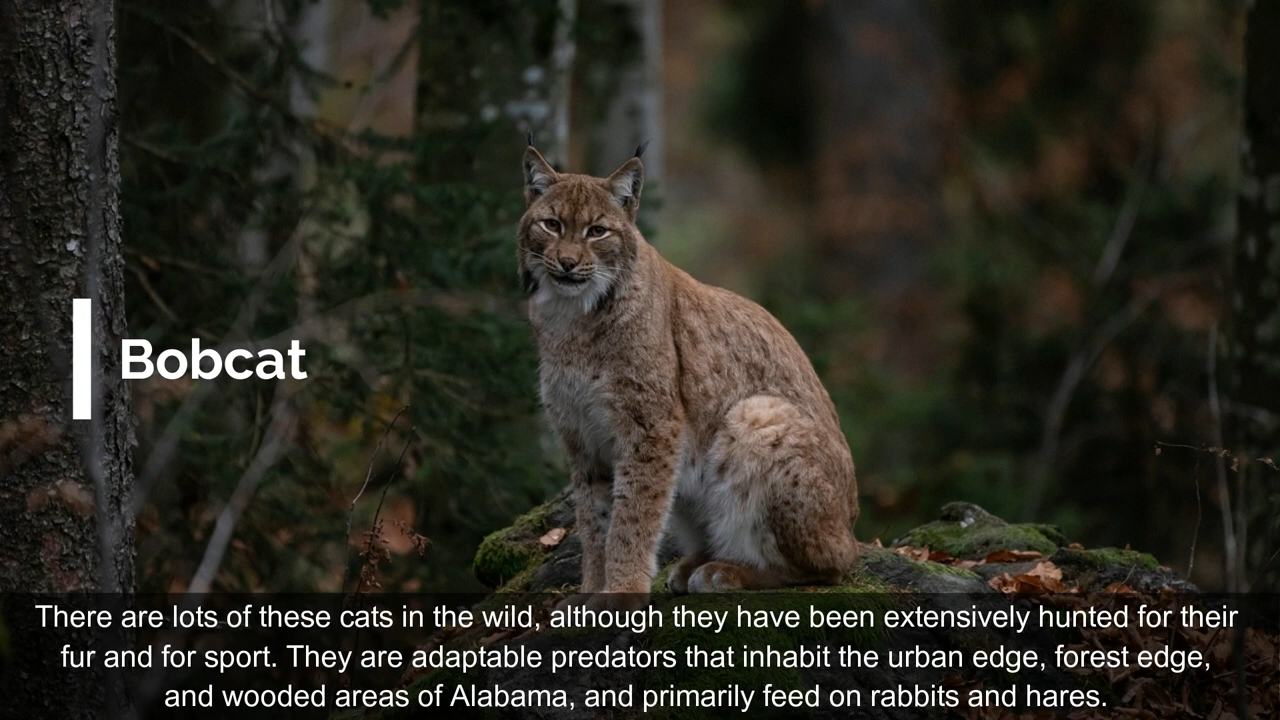 Bobcat
There are lots of these cats in the wild, although they have been extensively hunted for their
fur and for sport. They are adaptable predators that inhabit the urban edge, forest edge,
and wooded areas of Alabama, and primarily feed on rabbits and hares.